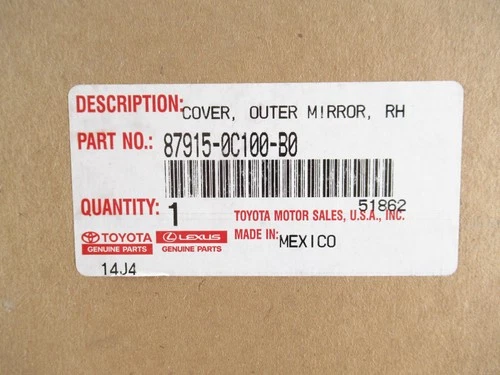 DESCRIPTION: COVER, OUTER MIRROR, RH
PART NO.: 87915-0C100-B0
51862
QUANTITY: 1 TOYOTA MOTOR SALES, U.S.A., INC.
TOYOTA LEXUS MADE IN: MEXICO
GENUINE PARTS GENUINE PARTS
14J4